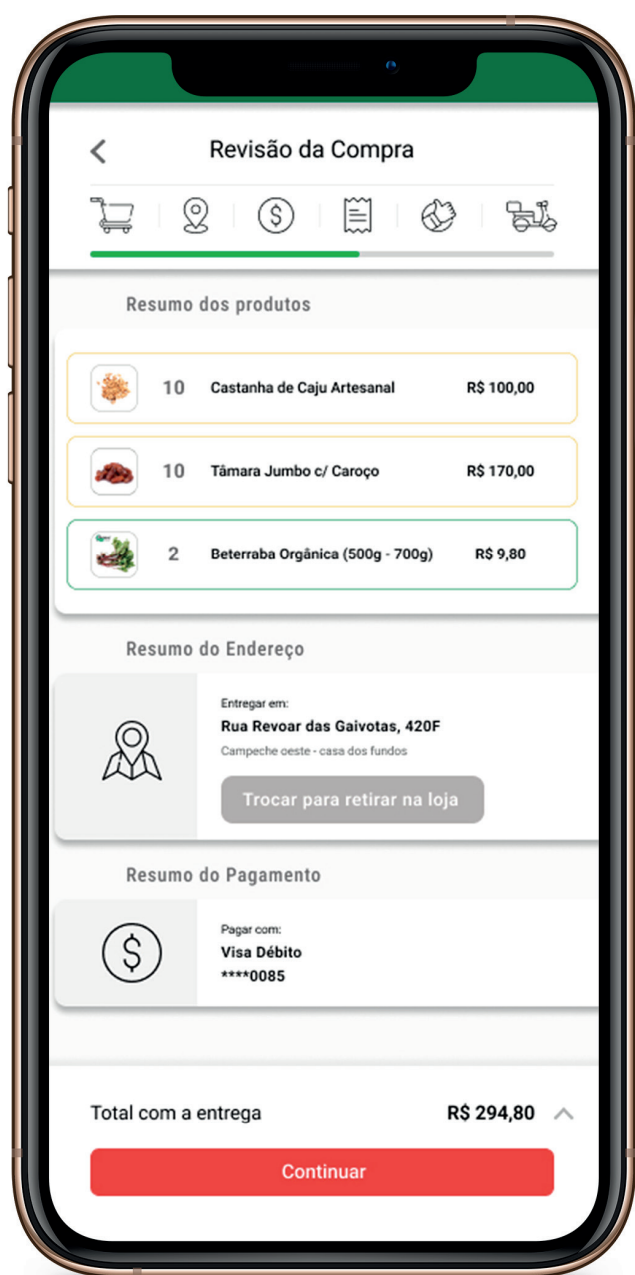 Revisão da Compra
Resumo dos produtos
10 Castanha de Caju Artesanal R$ 100,00
10 Tâmara Jumbo c/ Caroço R$ 170,00
2 Beterraba Orgânica (500g - 700g) R$ 9,80
Resumo do Endereço
Entregar em:
Rua Revoar das Gaivotas, 420F
Campeche oeste - casa dos fundos
Trocar para retirar na loja
Resumo do Pagamento
Pagar com:
Visa Débito
****0085
Total com a entrega R$ 294,80
Continuar